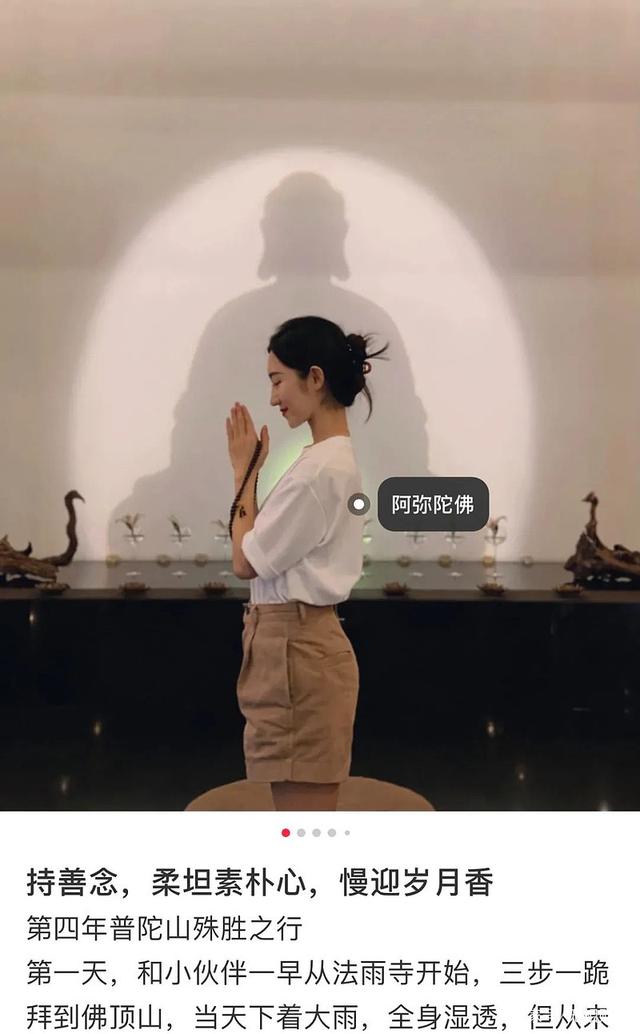 阿弥陀佛
持善念，柔坦素朴心，慢迎岁月香
第四年普陀山殊胜之行
第一天，和小伙伴一早从法雨寺开始，三步一跪
拜到佛顶山，当天下着大雨，全身湿透，但从未